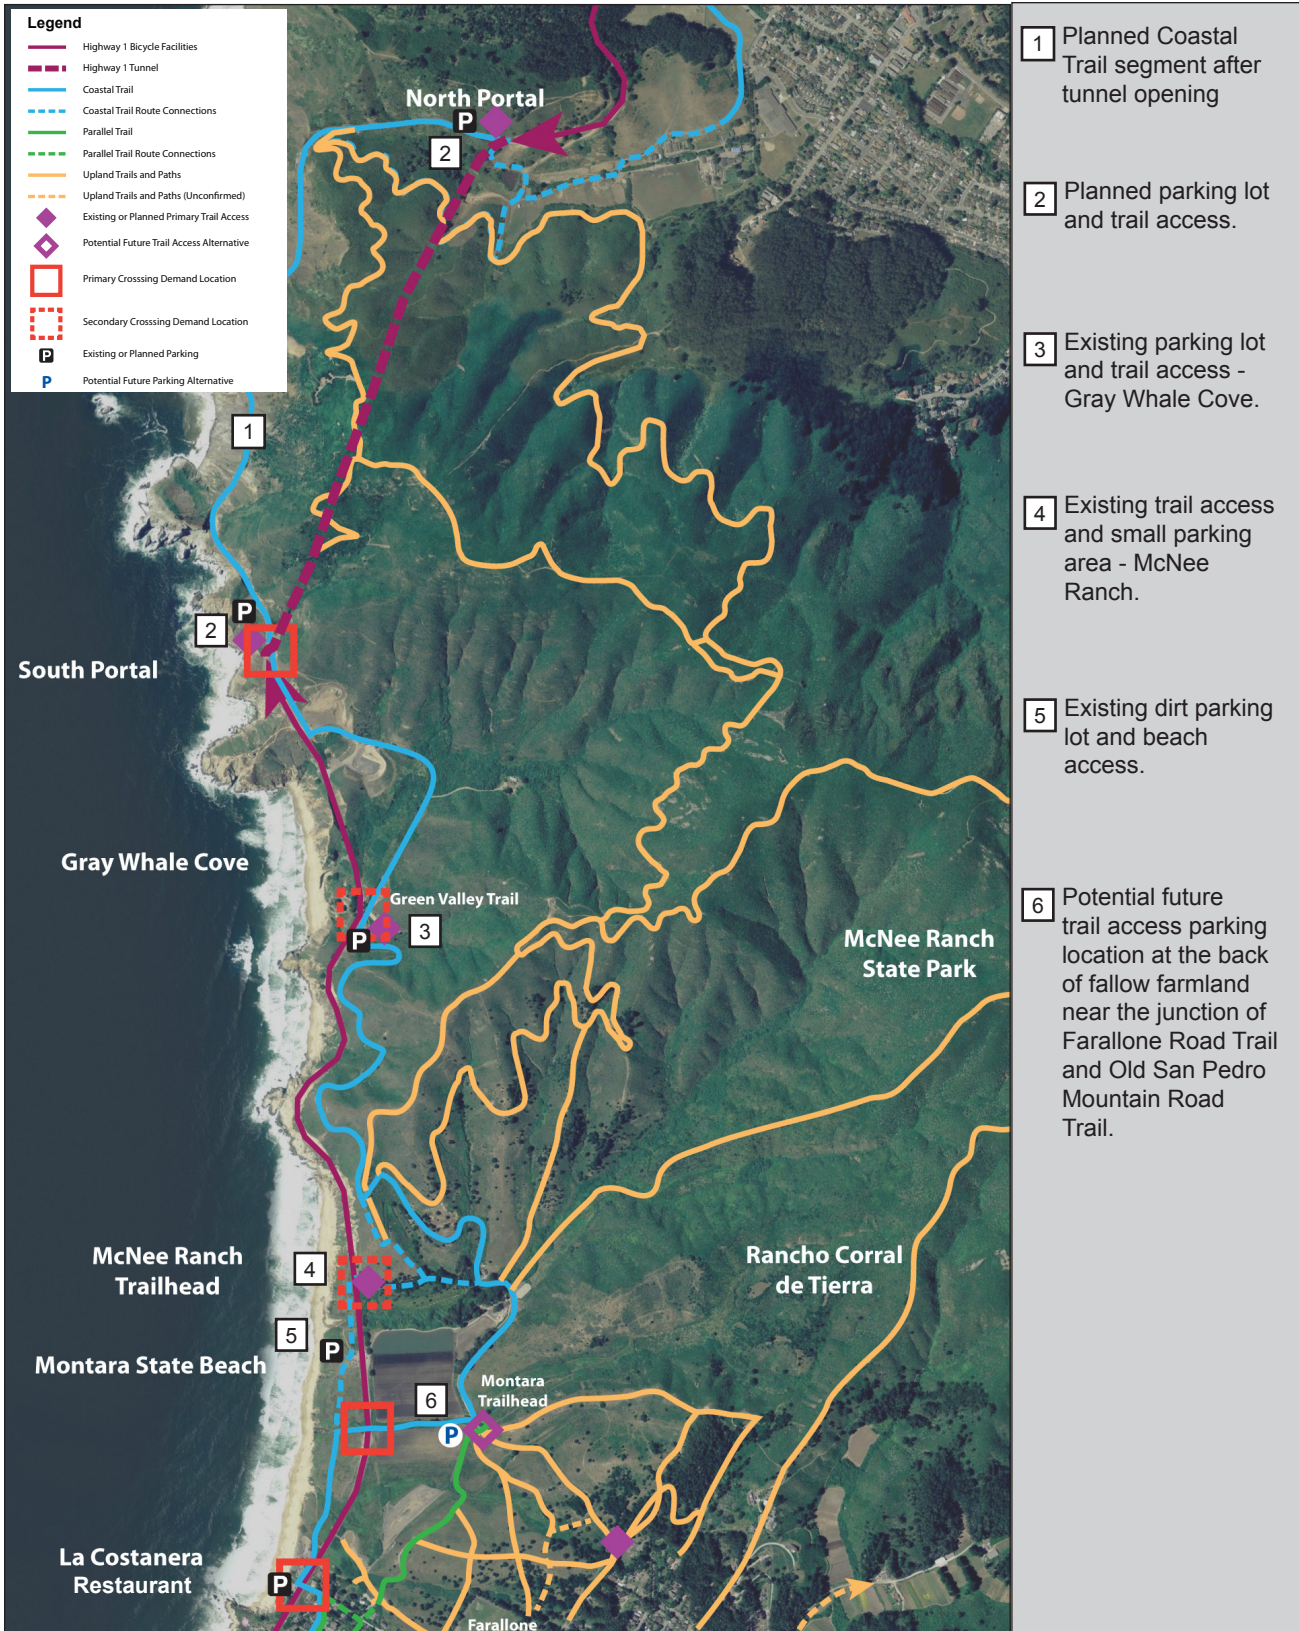 Legend
Highway 1 Bicycle Facilities
Highway 1 Tunnel
Coastal Trail
Coastal Trail Route Connections
Parallel Trail
Parallel Trail Route Connections
Upland Trails and Paths
Upland Trails and Paths (Unconfirmed)
Existing or Planned Primary Trail Access
Potential Future Trail Access Alternative
Primary Crosssing Demand Location
Secondary Crosssing Demand Location
P Existing or Planned Parking
P Potential Future Parking Alternative
North Portal
P
2
1
P
2
South Portal
Gray Whale Cove
Green Valley Trail
3
P
McNee Ranch
State Park
McNee Ranch
Trailhead
4
Rancho Corral
de Tierra
5
P
Montara State Beach
Montara
Trailhead
6
P
La Costanera
Restaurant
P
Farallone
1 Planned Coastal
Trail segment after
tunnel opening
2 Planned parking lot
and trail access.
3 Existing parking lot
and trail access -
Gray Whale Cove.
4 Existing trail access
and small parking
area - McNee
Ranch.
5 Existing dirt parking
lot and beach
access.
6 Potential future
trail access parking
location at the back
of fallow farmland
near the junction of
Farallone Road Trail
and Old San Pedro
Mountain Road
Trail.